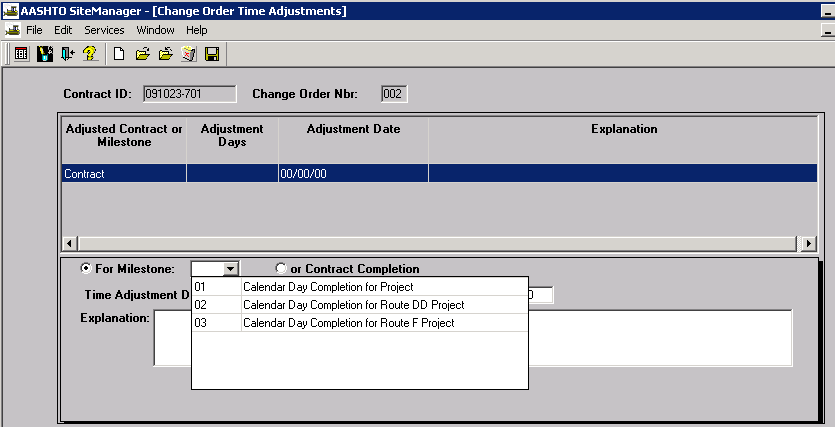 AASHTO SiteManager - [Change Order Time Adjustments]
File Edit Services Window Help
Contract ID: 091023-701 Change Order Nbr: 002
Adjusted Contract or Milestone Adjustment Days Adjustment Date Explanation
Contract 00/00/00
For Milestone: or Contract Completion
01 Calendar Day Completion for Project
Time Adjustment D
02 Calendar Day Completion for Route DD Project
Explanation:
03 Calendar Day Completion for Route F Project